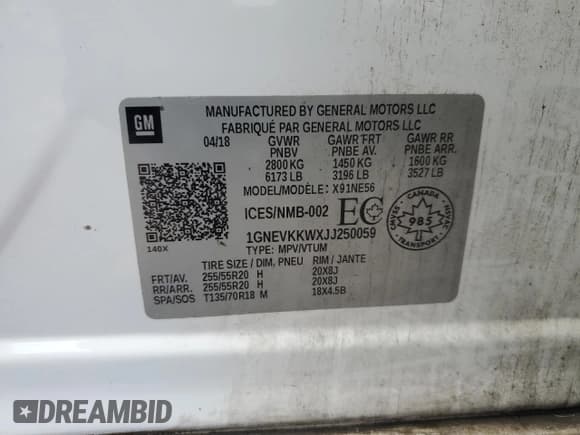 GM
MANUFACTURED BY GENERAL MOTORS LLC
FABRIQUÉ PAR GENERAL MOTORS LLC
04/18 GVWR GAWR FRT GAWR RR
PNBV PNBE AV. PNBE ARR.
2800 KG 1450 KG 1600 KG
6173 LB 3196 LB 3527 LB
MODEL/MODÈLE: X91NE56
ICES/NMB-002 EC
CANADA
985
TRANSPORT
140X
1GNEVKKWXJJ250059
TYPE: MPV/VTUM
TIRE SIZE / DIM, PNEU RIM / JANTE
FRT/AV. 255/55R20 H 20X8J
RR/ARR. 255/55R20 H 20X8J
SPA/SOS T135/70R18 M 18X4.5B
DREAMBID